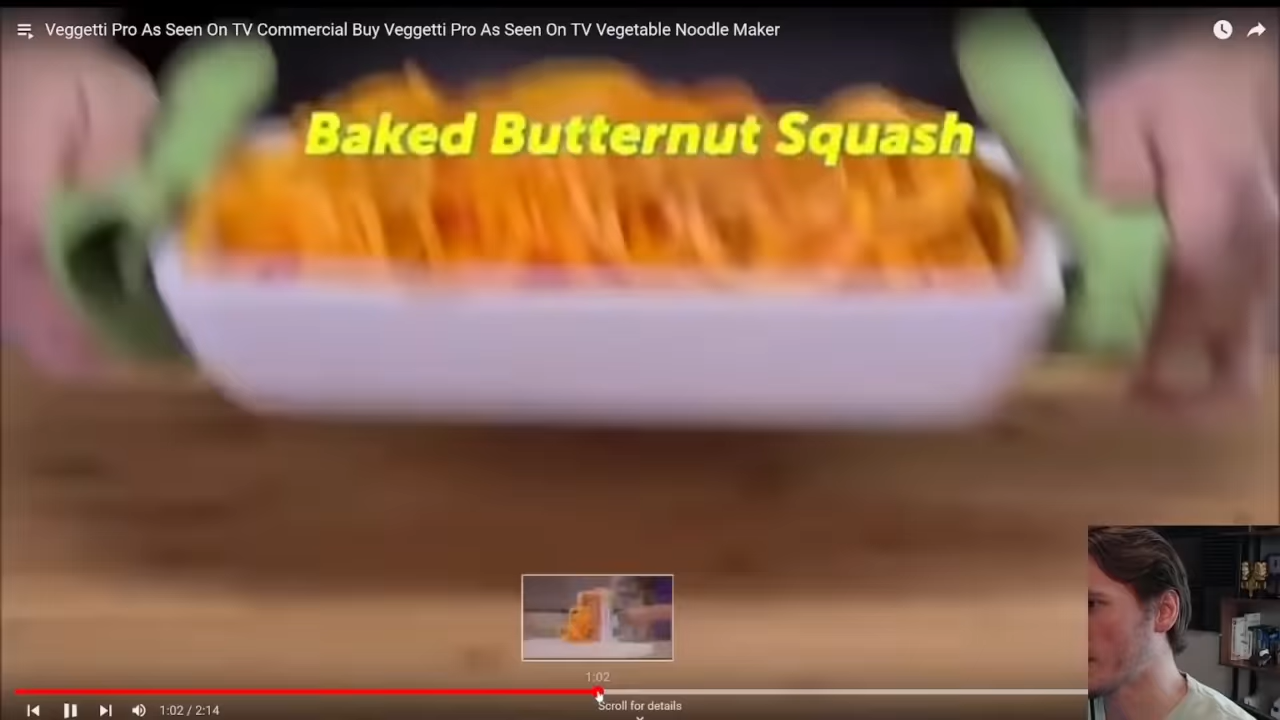 Veggetti Pro As Seen On TV Commercial Buy Veggetti Pro As Seen On TV Vegetable Noodle Maker
Baked Butternut Squash
1:02
1:02 / 2:14
Scroll for details